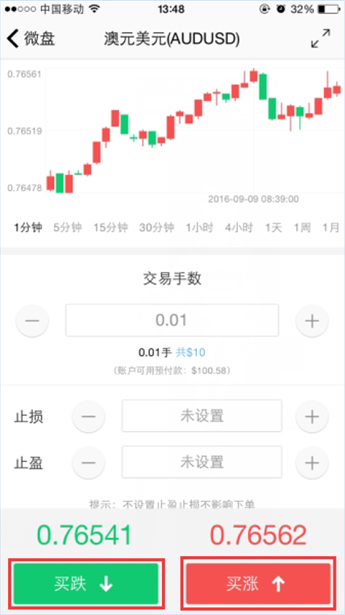 中国移动 13:48 32%
微盘 澳元美元(AUDUSD)
0.76561
0.76519
0.76478
2016-09-09 08:39:00
1分钟 5分钟 15分钟 30分钟 1小时 4小时 1天 1周 1月
交易手数
0.01
0.01手 共$10
(账户可用预付款：$100.58)
止损 未设置
止盈 未设置
提示：不设置止盈止损不影响下单
0.76541 0.76562
买跌 买涨